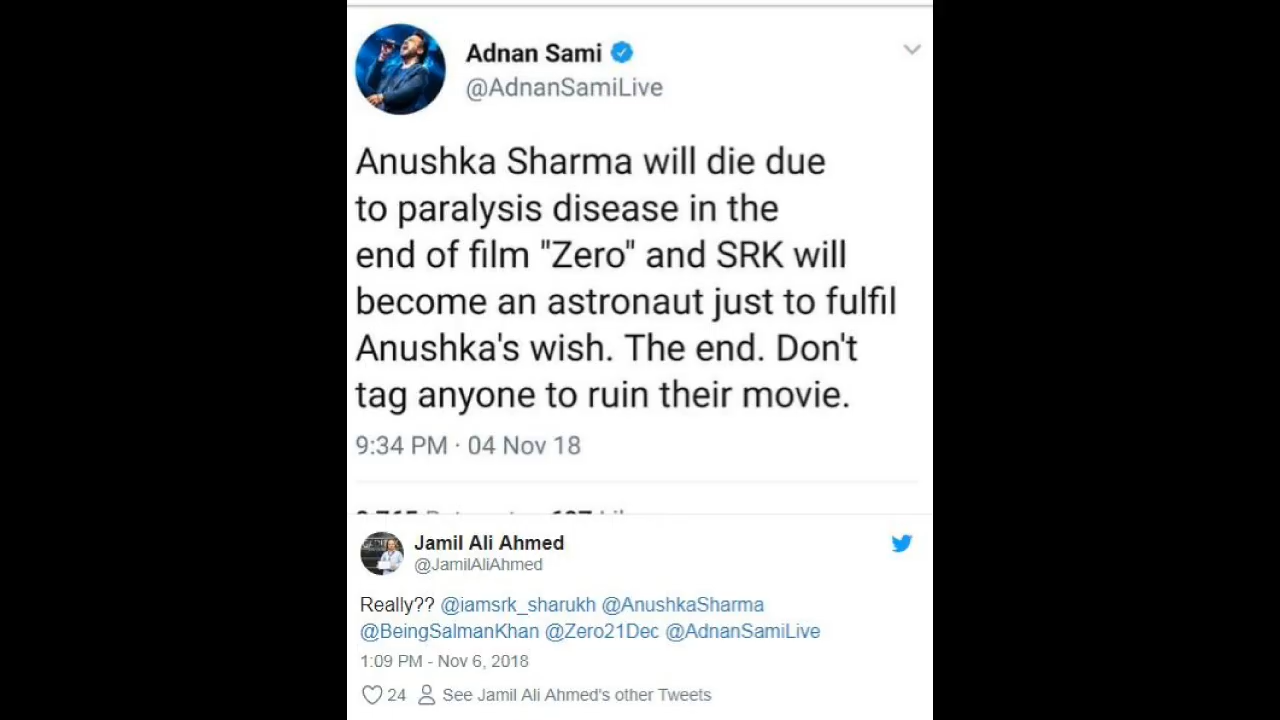 Adnan Sami
@AdnanSamiLive
Anushka Sharma will die due
to paralysis disease in the
end of film "Zero" and SRK will
become an astronaut just to fulfil
Anushka's wish. The end. Don't
tag anyone to ruin their movie.
9:34 PM · 04 Nov 18
Jamil Ali Ahmed
@JamilAliAhmed
Really?? @iamsrk_sharukh @AnushkaSharma
@BeingSalmanKhan @Zero21Dec @AdnanSamiLive
1:09 PM - Nov 6, 2018
24 See Jamil Ali Ahmed's other Tweets